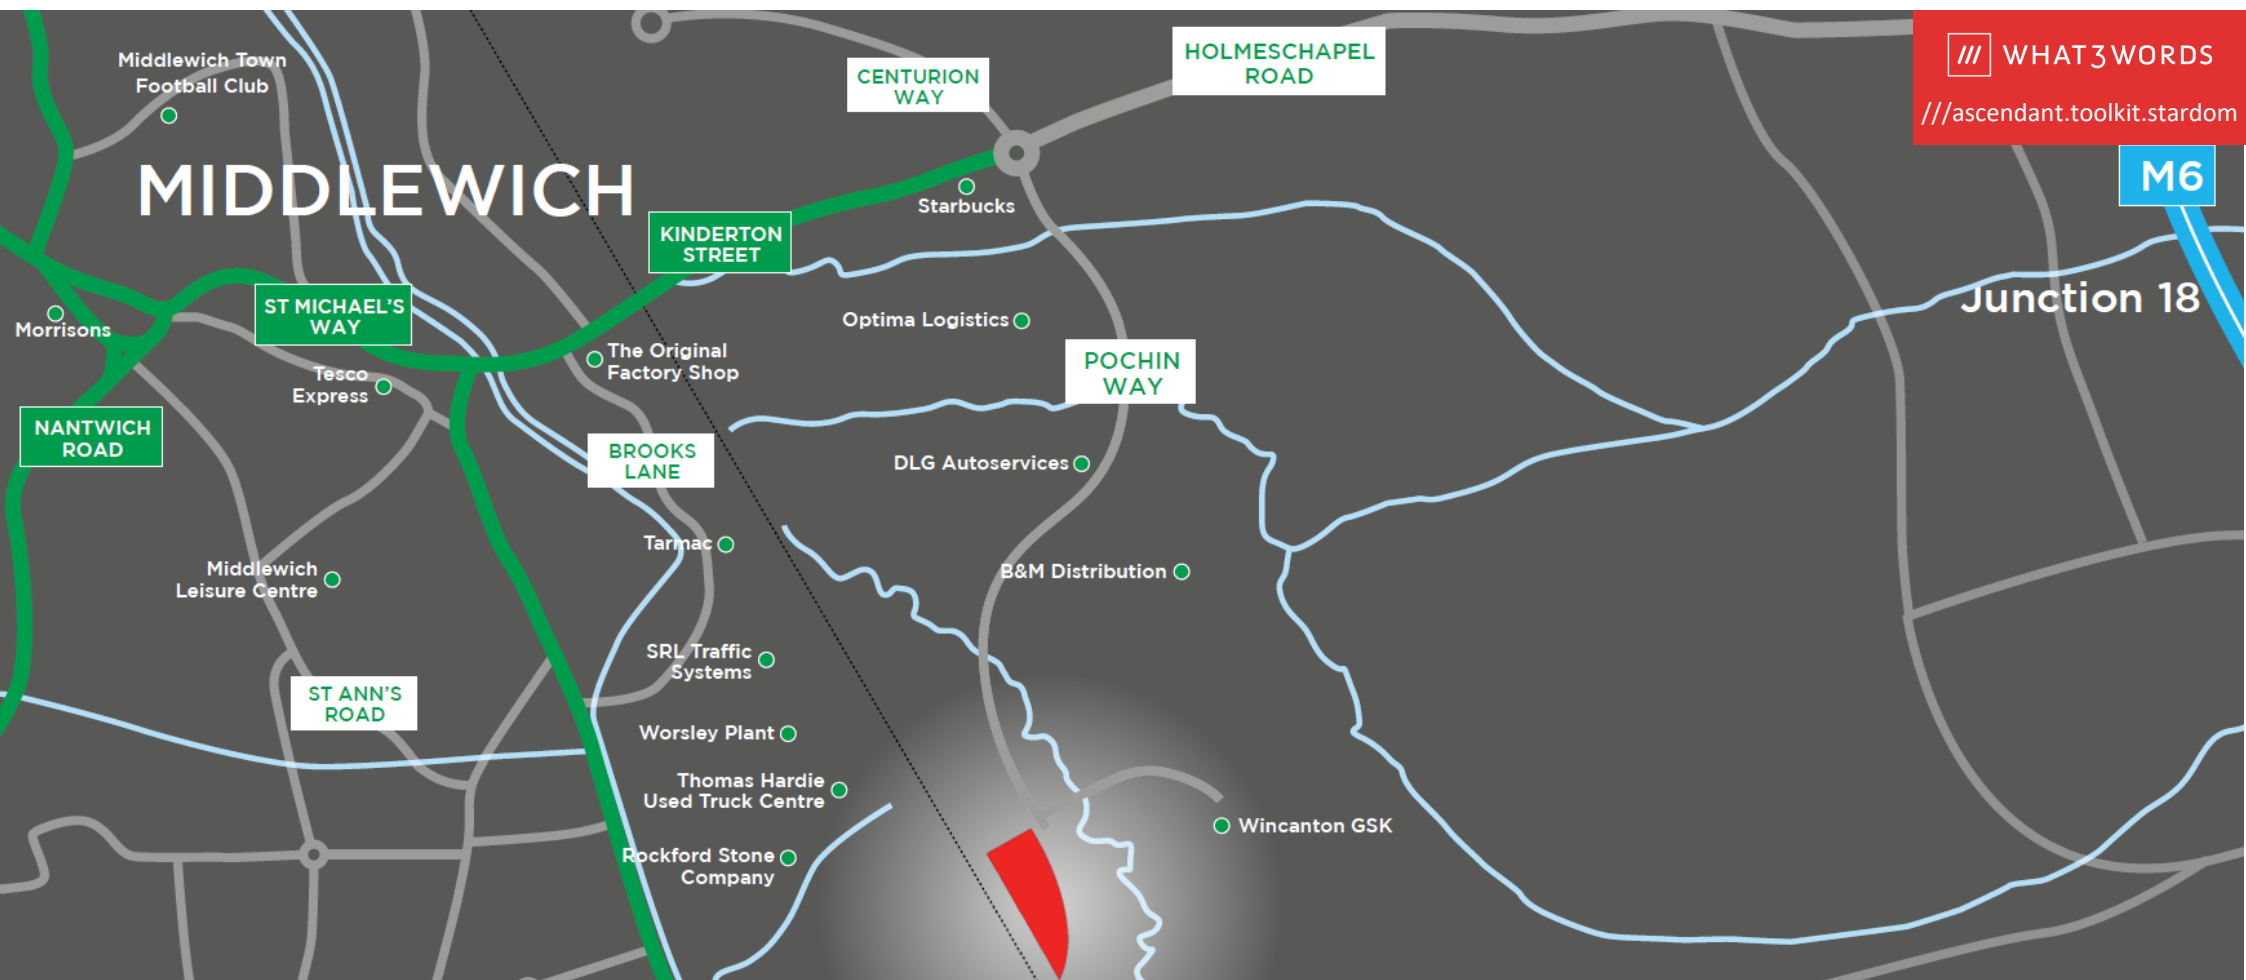 Middlewich Town
Football Club
MIDDLEWICH
CENTURION
WAY
HOLMESCHAPEL
ROAD
WHAT3WORDS
///ascendant.toolkit.stardom
M6
Starbucks
KINDERTON
STREET
Junction 18
Morrisons
ST MICHAEL'S
WAY
Optima Logistics
The Original
Factory Shop
POCHIN
WAY
Tesco
Express
NANTWICH
ROAD
BROOKS
LANE
DLG Autoservices
Tarmac
B&M Distribution
Middlewich
Leisure Centre
SRL Traffic
Systems
ST ANN'S
ROAD
Worsley Plant
Thomas Hardie
Used Truck Centre
Wincanton GSK
Rockford Stone
Company